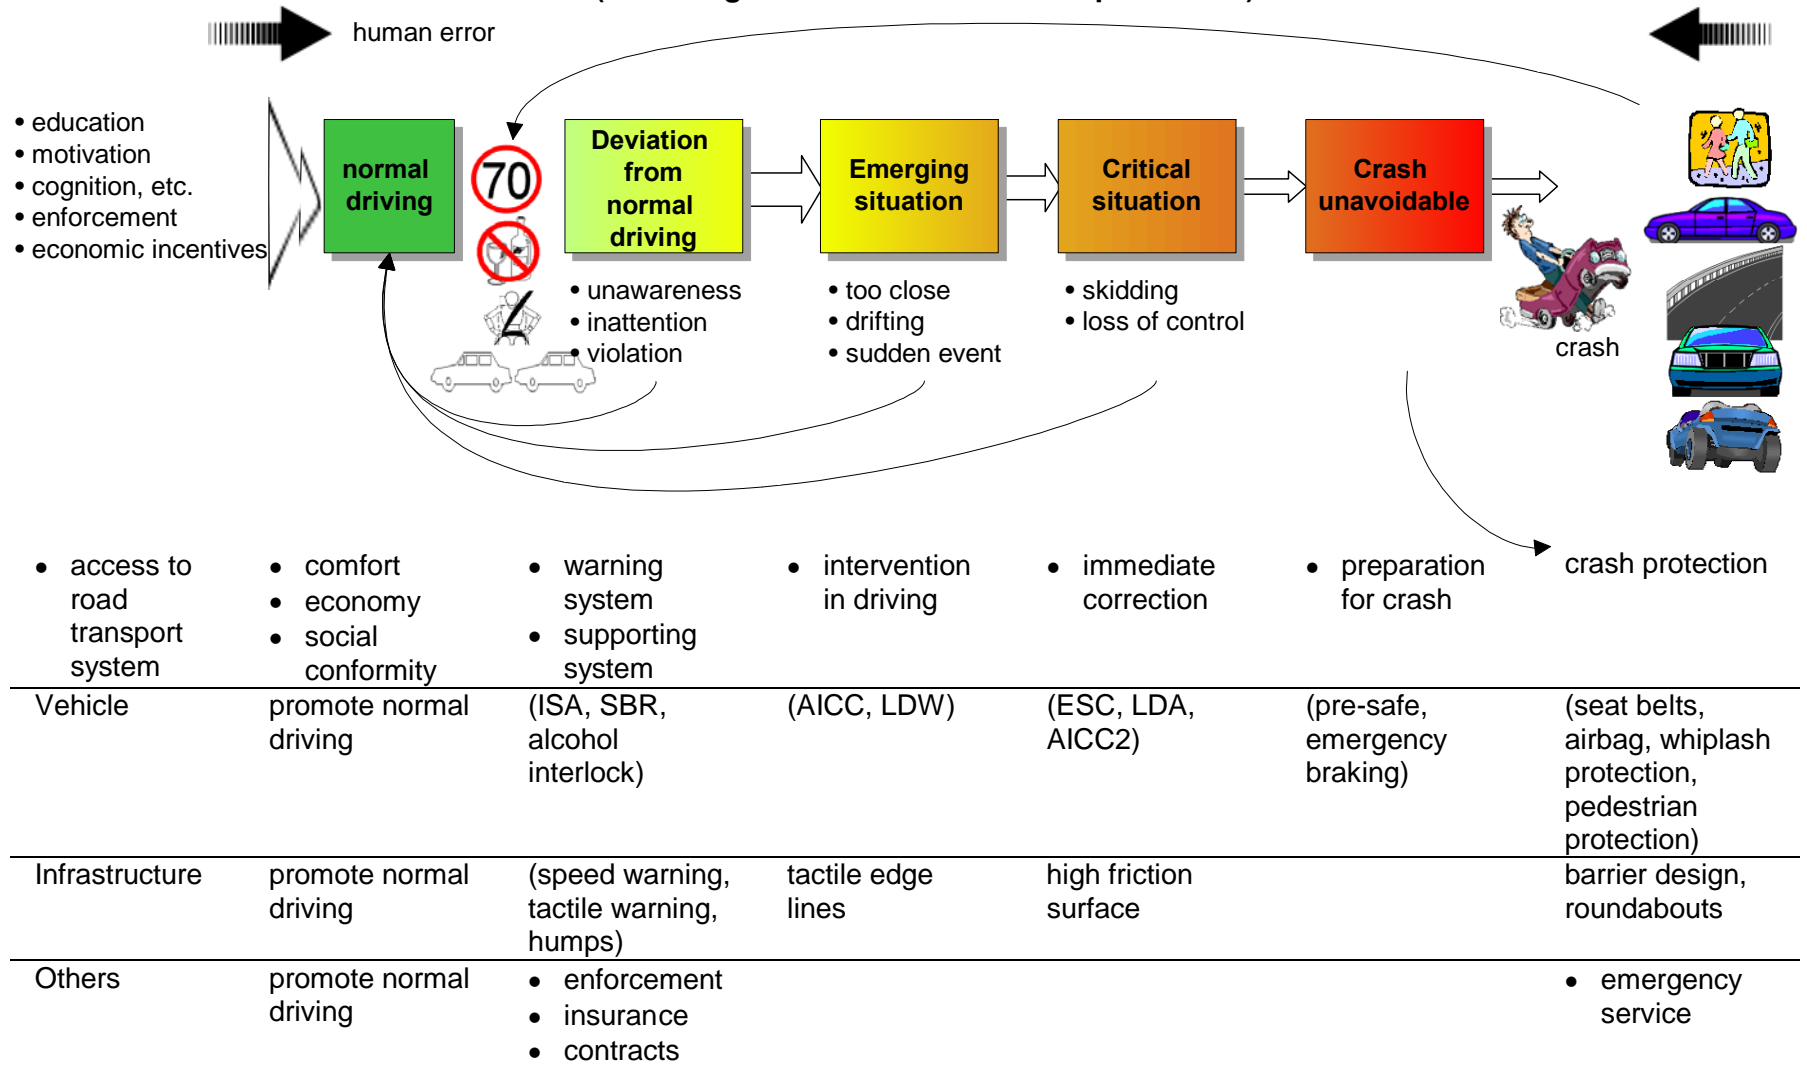 human error
• education
• motivation
• cognition, etc.
• enforcement
• economic incentives
normal
driving
70
Deviation
from
normal
driving
Emerging
situation
Critical
situation
Crash
unavoidable
• unawareness
• inattention
• violation
• too close
• drifting
• sudden event
• skidding
• loss of control
crash
• access to
road
transport
system
• comfort
• economy
• social
conformity
• warning
system
• supporting
system
• intervention
in driving
• immediate
correction
• preparation
for crash
crash protection
Vehicle
promote normal
driving
(ISA, SBR,
alcohol
interlock)
(AICC, LDW)
(ESC, LDA,
AICC2)
(pre-safe,
emergency
braking)
(seat belts,
airbag, whiplash
protection,
pedestrian
protection)
Infrastructure
promote normal
driving
(speed warning,
tactile warning,
humps)
tactile edge
lines
high friction
surface
barrier design,
roundabouts
Others
promote normal
driving
• enforcement
• insurance
• contracts
• emergency
service